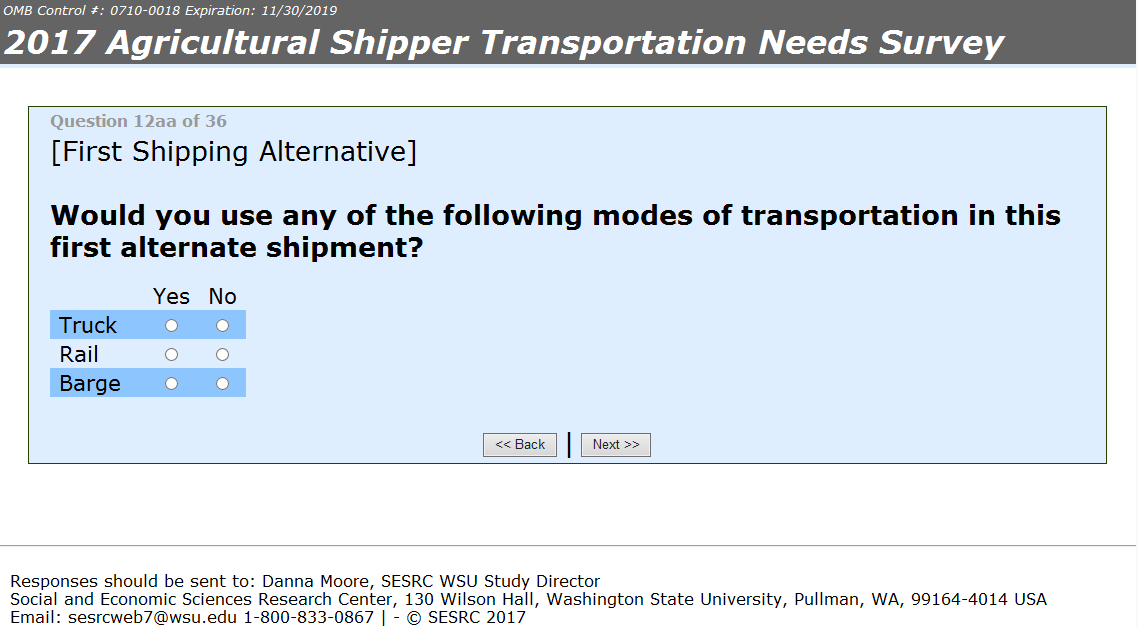 OMB Control #: 0710-0018 Expiration: 11/30/2019
2017 Agricultural Shipper Transportation Needs Survey
Question 12aa of 36
[First Shipping Alternative]
Would you use any of the following modes of transportation in this
first alternate shipment?
Yes No
Truck
Rail
Barge
<< Back | Next >>
Responses should be sent to: Danna Moore, SESRC WSU Study Director
Social and Economic Sciences Research Center, 130 Wilson Hall, Washington State University, Pullman, WA, 99164-4014 USA
Email: sesrcweb7@wsu.edu 1-800-833-0867 | - © SESRC 2017